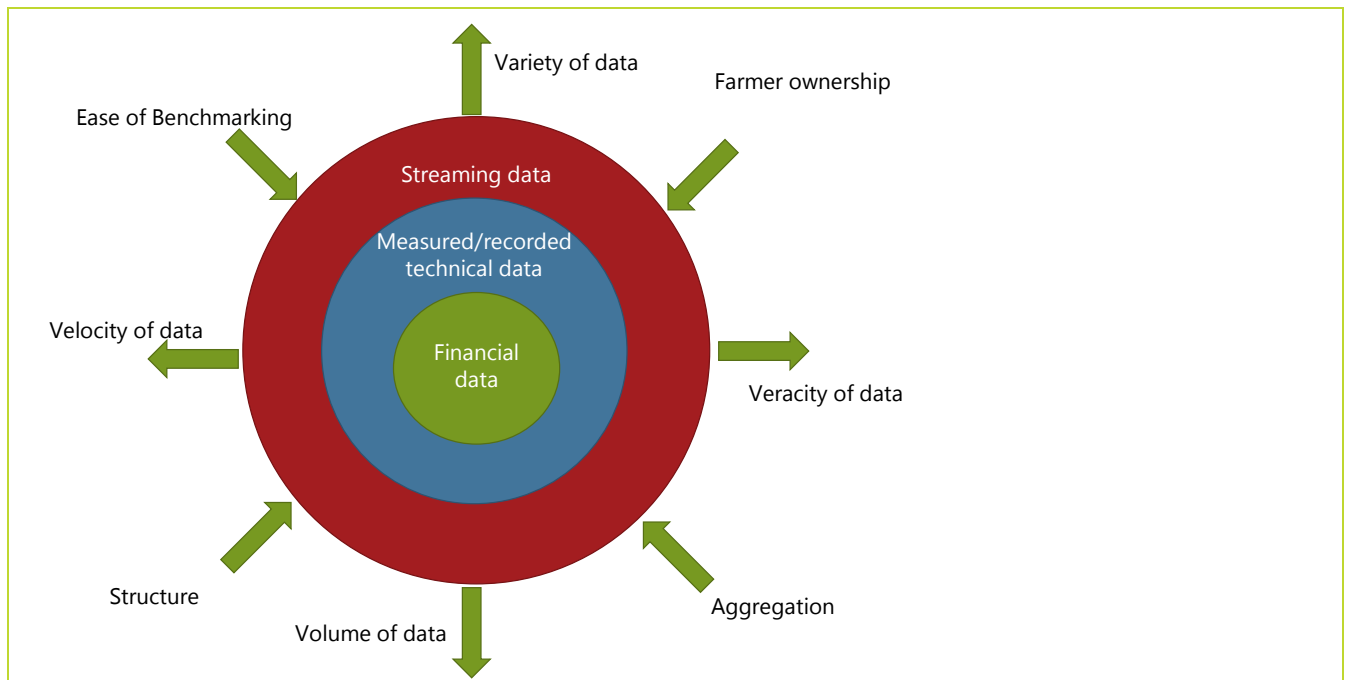 Variety of data
Farmer ownership
Ease of Benchmarking
Streaming data
Measured/recorded
technical data
Velocity of data
Financial
data
Veracity of data
Structure
Aggregation
Volume of data